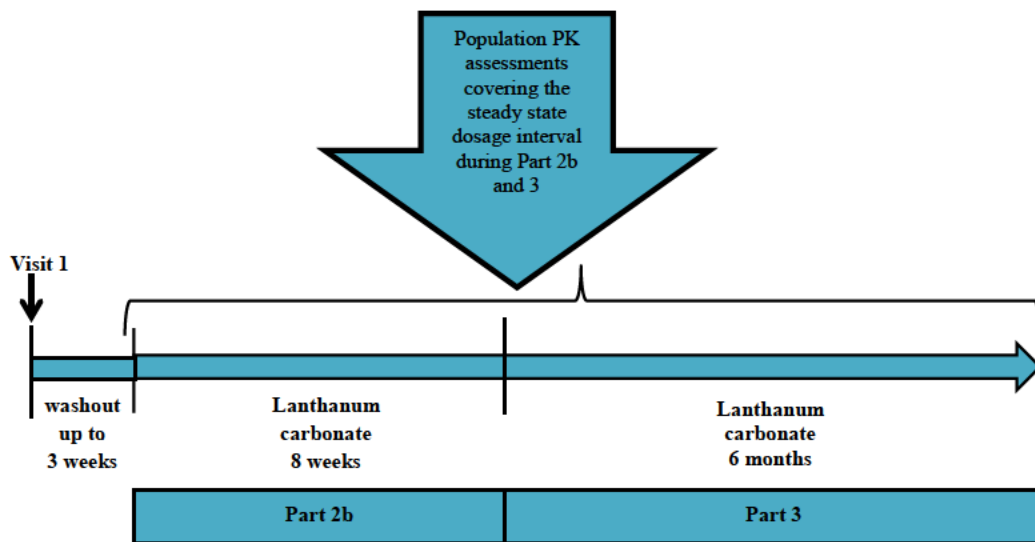 Population PK
assessments
covering the
steady state
dosage interval
during Part 2b
and 3
Visit 1
washout
up to
3 weeks
Lanthanum
carbonate
8 weeks
Lanthanum
carbonate
6 months
Part 2b
Part 3